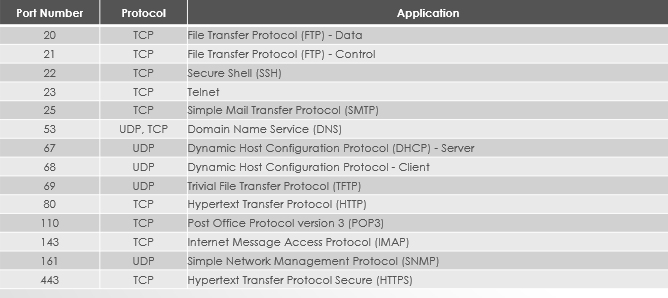 Port Number Protocol Application
20 TCP File Transfer Protocol (FTP) - Data
21 TCP File Transfer Protocol (FTP) - Control
22 TCP Secure Shell (SSH)
23 TCP Telnet
25 TCP Simple Mail Transfer Protocol (SMTP)
53 UDP, TCP Domain Name Service (DNS)
67 UDP Dynamic Host Configuration Protocol (DHCP) - Server
68 UDP Dynamic Host Configuration Protocol - Client
69 UDP Trivial File Transfer Protocol (TFTP)
80 TCP Hypertext Transfer Protocol (HTTP)
110 TCP Post Office Protocol version 3 (POP3)
143 TCP Internet Message Access Protocol (IMAP)
161 UDP Simple Network Management Protocol (SNMP)
443 TCP Hypertext Transfer Protocol Secure (HTTPS)